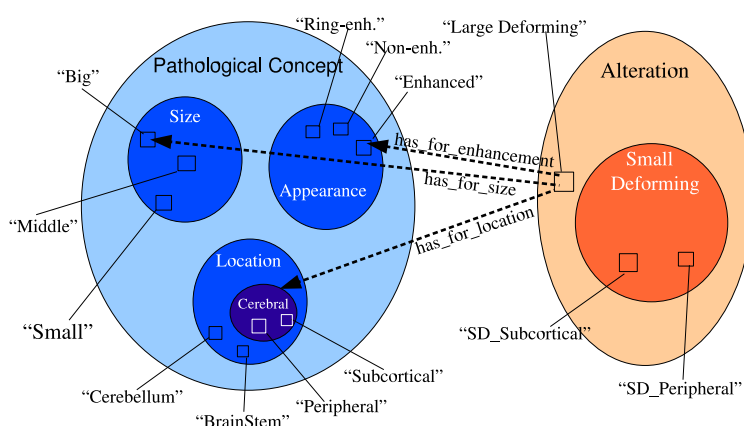 “Ring-enh.”
“Large Deforming”
“Non-enh.”
Pathological Concept
“Big”
“Enhanced”
Alteration
Size
has_for_enhancement
Small
Deforming
has_for_size
Appearance
“Middle”
has_for_location
Location
Cerebral
“Small”
“SD_Subcortical”
“Subcortical”
“Cerebellum”
“SD_Peripheral”
“Peripheral”
“BrainStem”